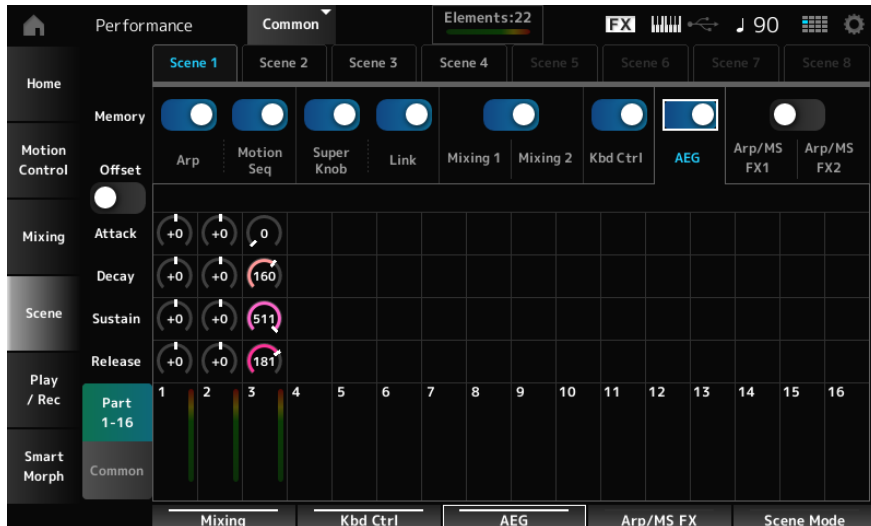 Performance
Common
Elements:22
FX
♩ 90
Scene 1
Scene 2
Scene 3
Scene 4
Scene 5
Scene 6
Scene 7
Scene 8
Home
Motion
Control
Mixing
Scene
Play
/ Rec
Smart
Morph
Memory
Arp
Motion
Seq
Super
Knob
Link
Mixing 1
Mixing 2
Kbd Ctrl
AEG
Arp/MS
FX1
Arp/MS
FX2
Offset
Attack
+0
+0
0
Decay
+0
+0
160
Sustain
+0
+0
511
Release
+0
+0
181
Part
1-16
Common
1 2 3 4 5 6 7 8 9 10 11 12 13 14 15 16
Mixing
Kbd Ctrl
AEG
Arp/MS FX
Scene Mode